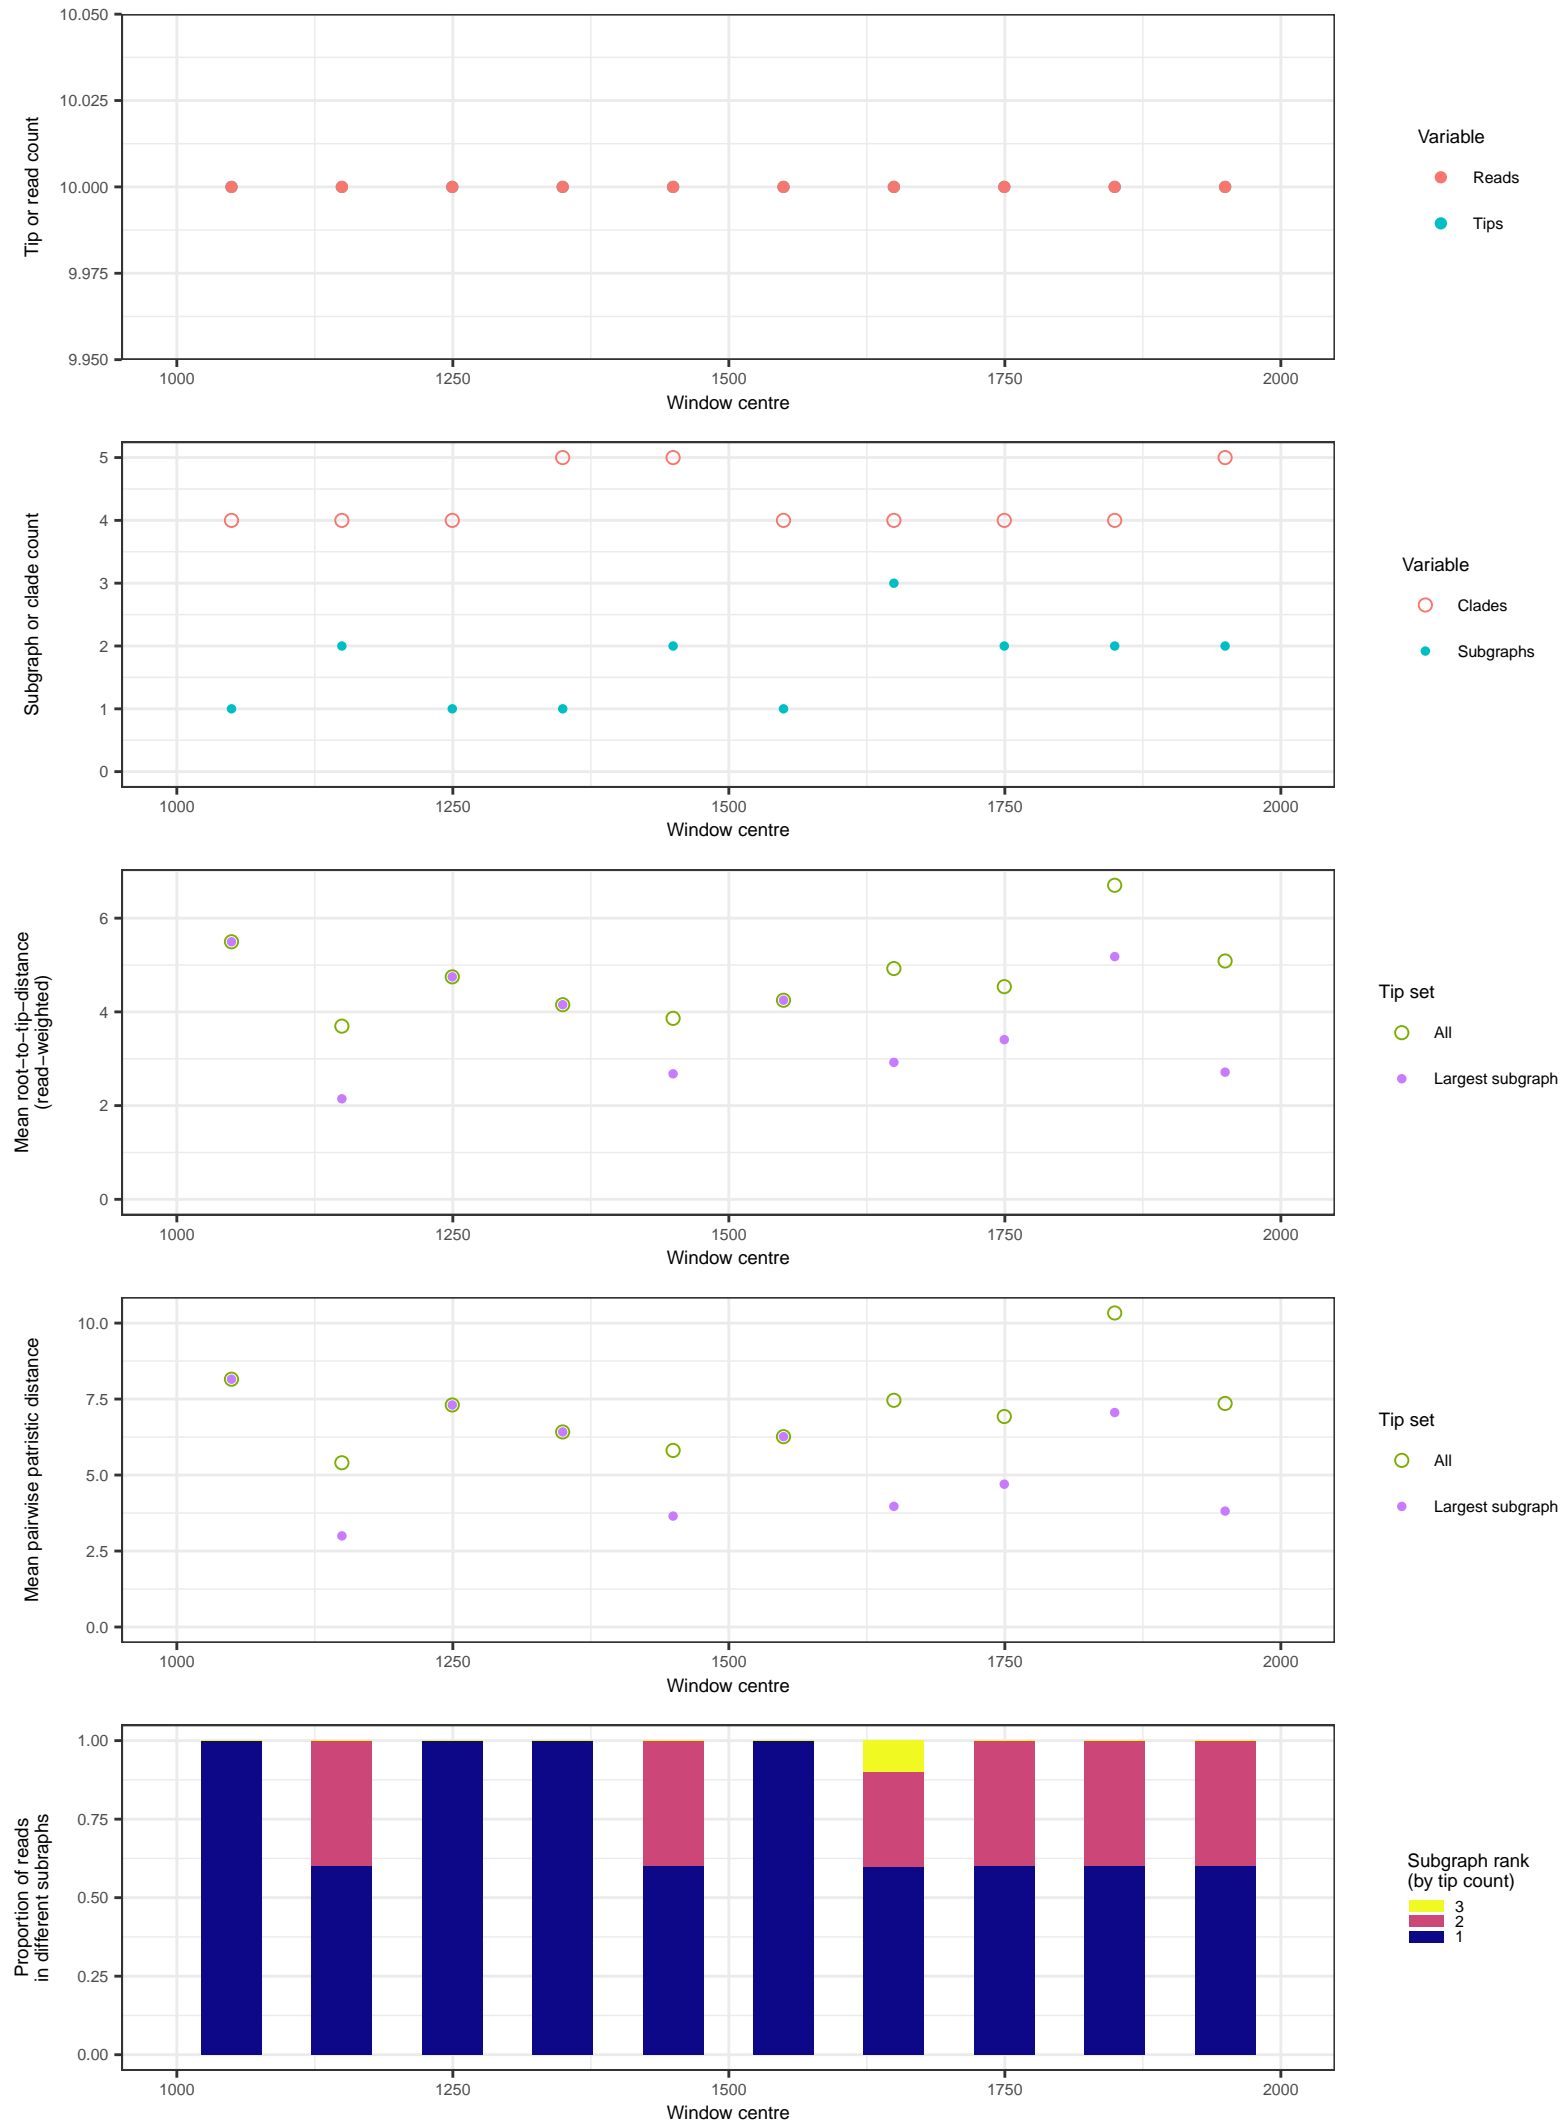 10.050
10.025
10.000
9.975
9.950
Tip or read count
1000 1250 1500 1750 2000
Window centre
Variable
Reads
Tips
5
4
3
2
1
0
Subgraph or clade count
1000 1250 1500 1750 2000
Window centre
Variable
Clades
Subgraphs
6
4
2
0
Mean root−to−tip−distance
(read−weighted)
1000 1250 1500 1750 2000
Window centre
Tip set
All
Largest subgraph
10.0
7.5
5.0
2.5
0.0
Mean pairwise patristic distance
1000 1250 1500 1750 2000
Window centre
Tip set
All
Largest subgraph
1.00
0.75
0.50
0.25
0.00
Proportion of reads
in different subraphs
1000 1250 1500 1750 2000
Window centre
Subgraph rank
(by tip count)
3
2
1